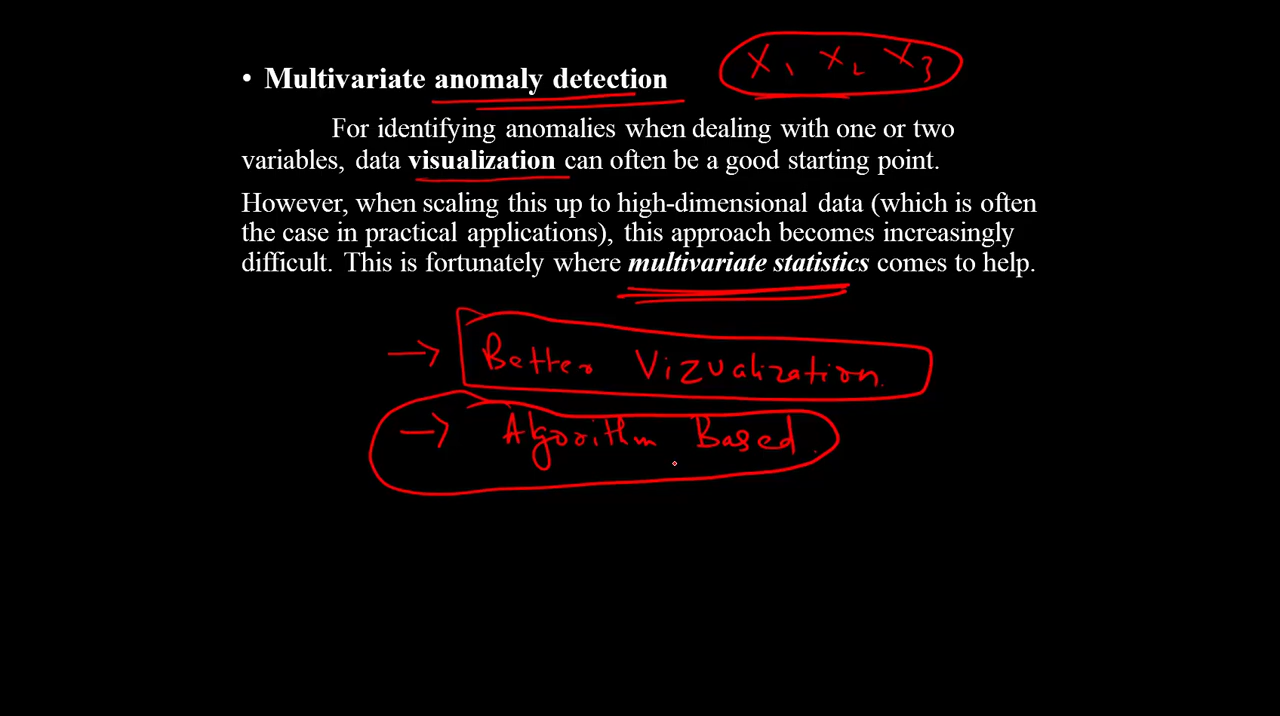 • Multivariate anomaly detection
X1 X2 X3
For identifying anomalies when dealing with one or two
variables, data visualization can often be a good starting point.
However, when scaling this up to high-dimensional data (which is often
the case in practical applications), this approach becomes increasingly
difficult. This is fortunately where multivariate statistics comes to help.
→ Better Vizualization
→ Algorithm Based